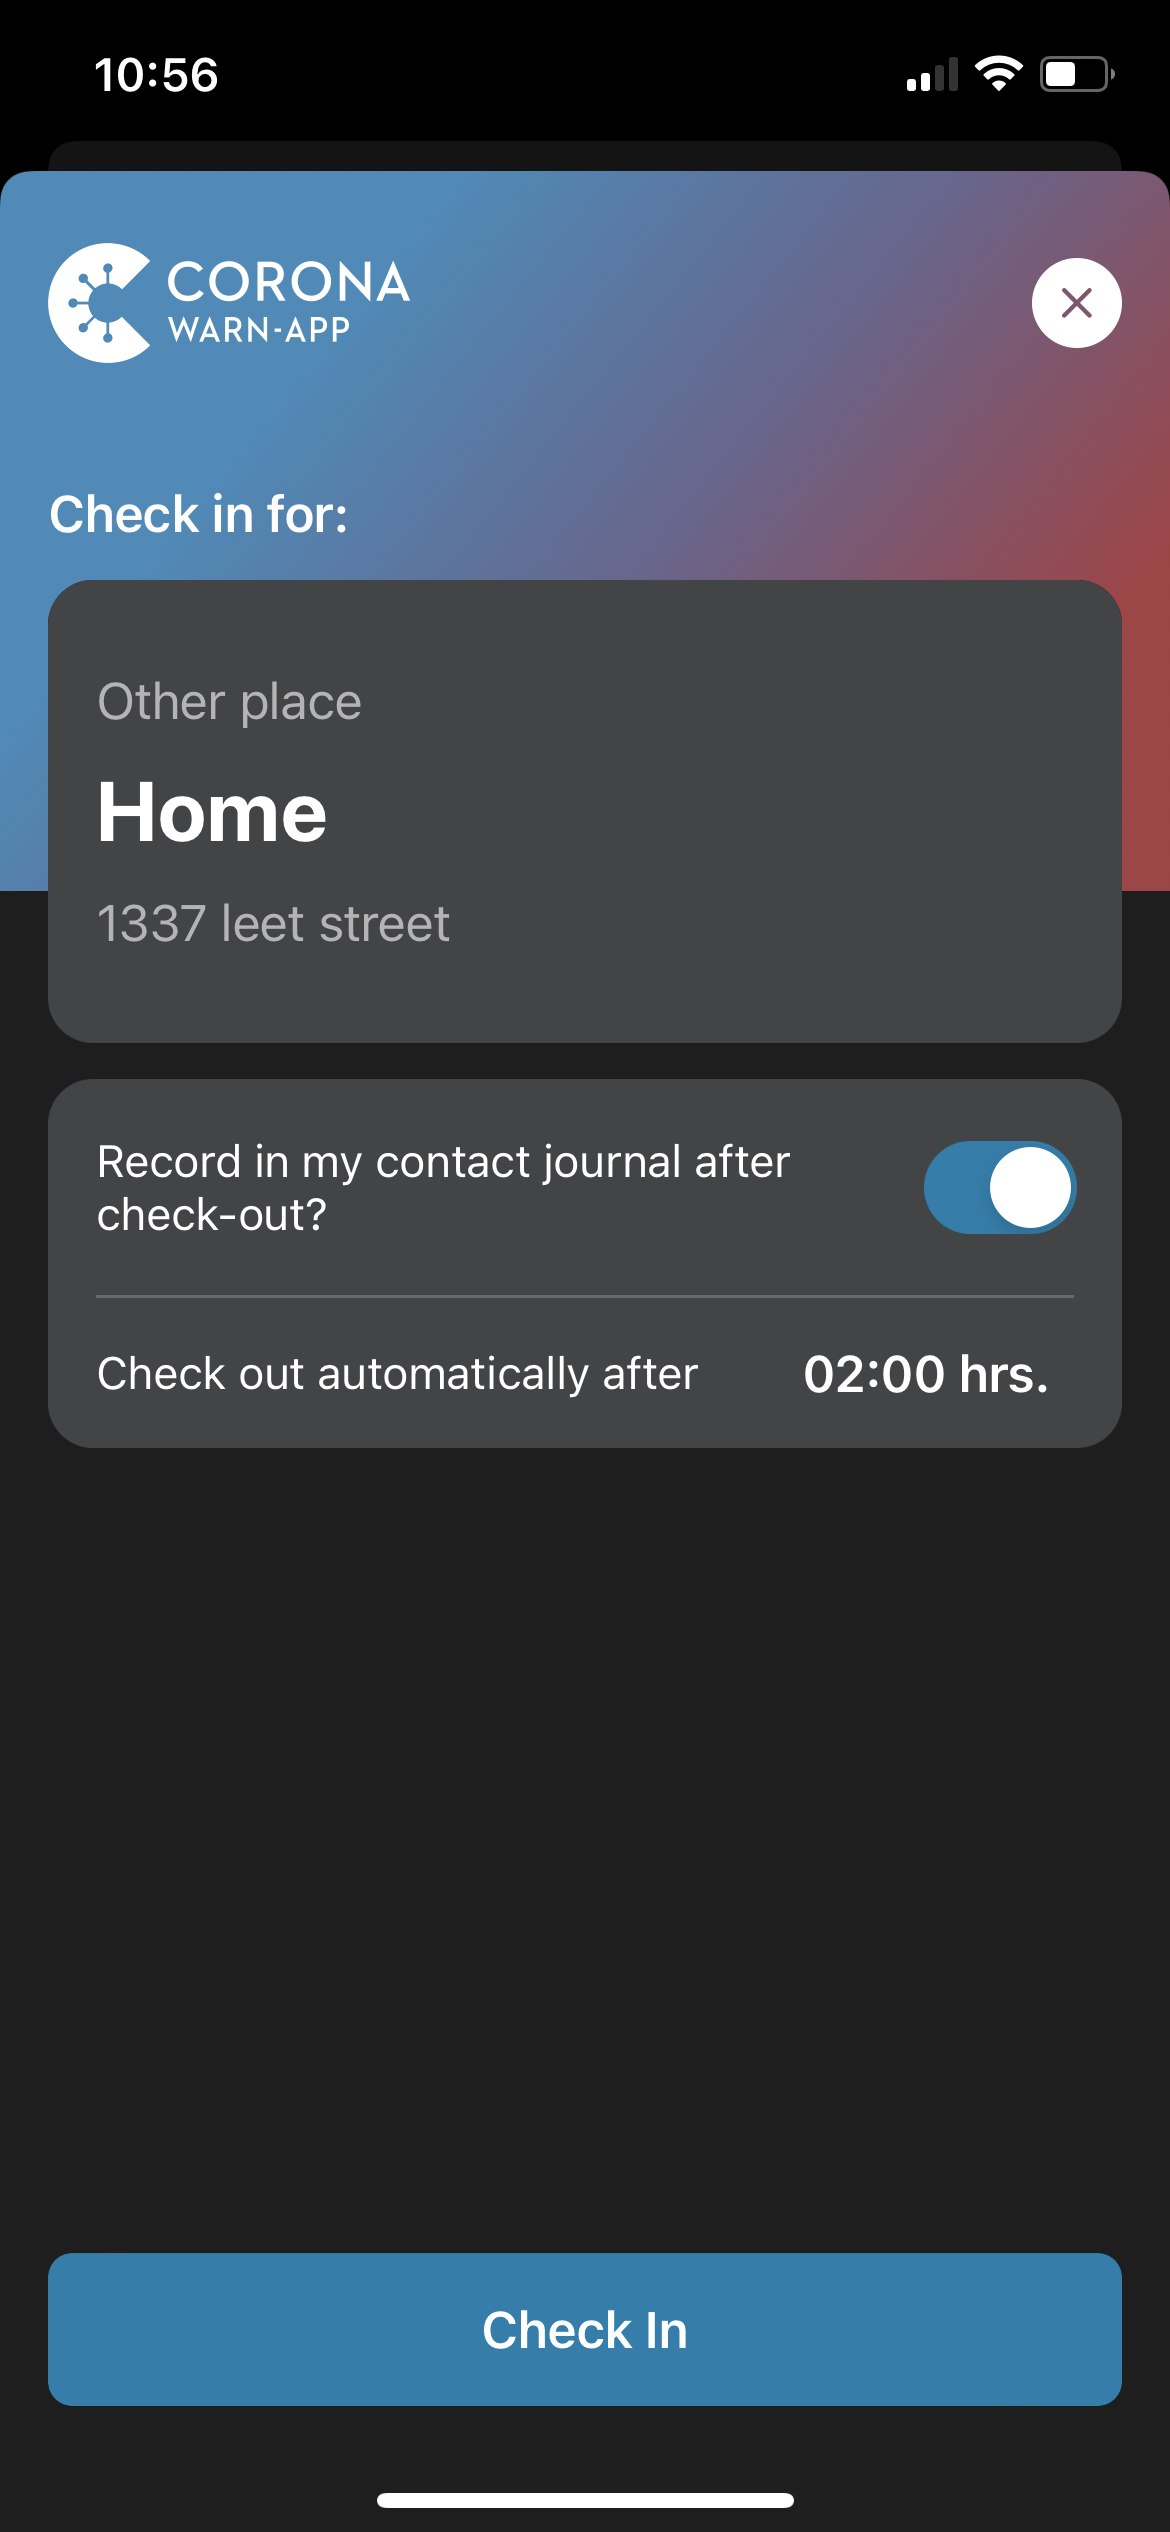 10:56
CORONA
WARN-APP
Check in for:
Other place
Home
1337 leet street
Record in my contact journal after
check-out?
Check out automatically after 02:00 hrs.
Check In